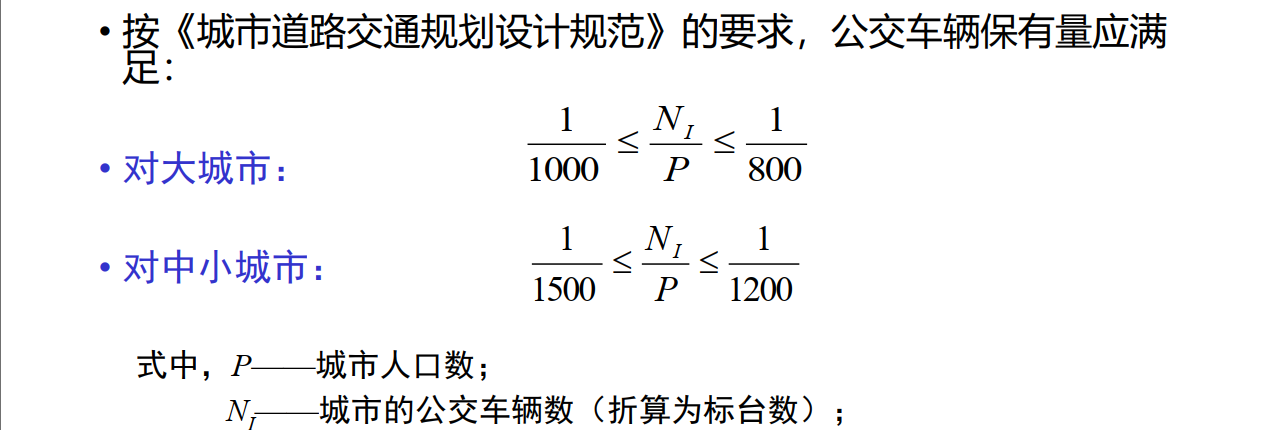 • 按《城市道路交通规划设计规范》的要求，公交车辆保有量应满
足：
• 对大城市： 1/1000 ≤ N_I/P ≤ 1/800
• 对中小城市： 1/1500 ≤ N_I/P ≤ 1/1200
式中，P——城市人口数；
N_I——城市的公交车辆数（折算为标台数）；